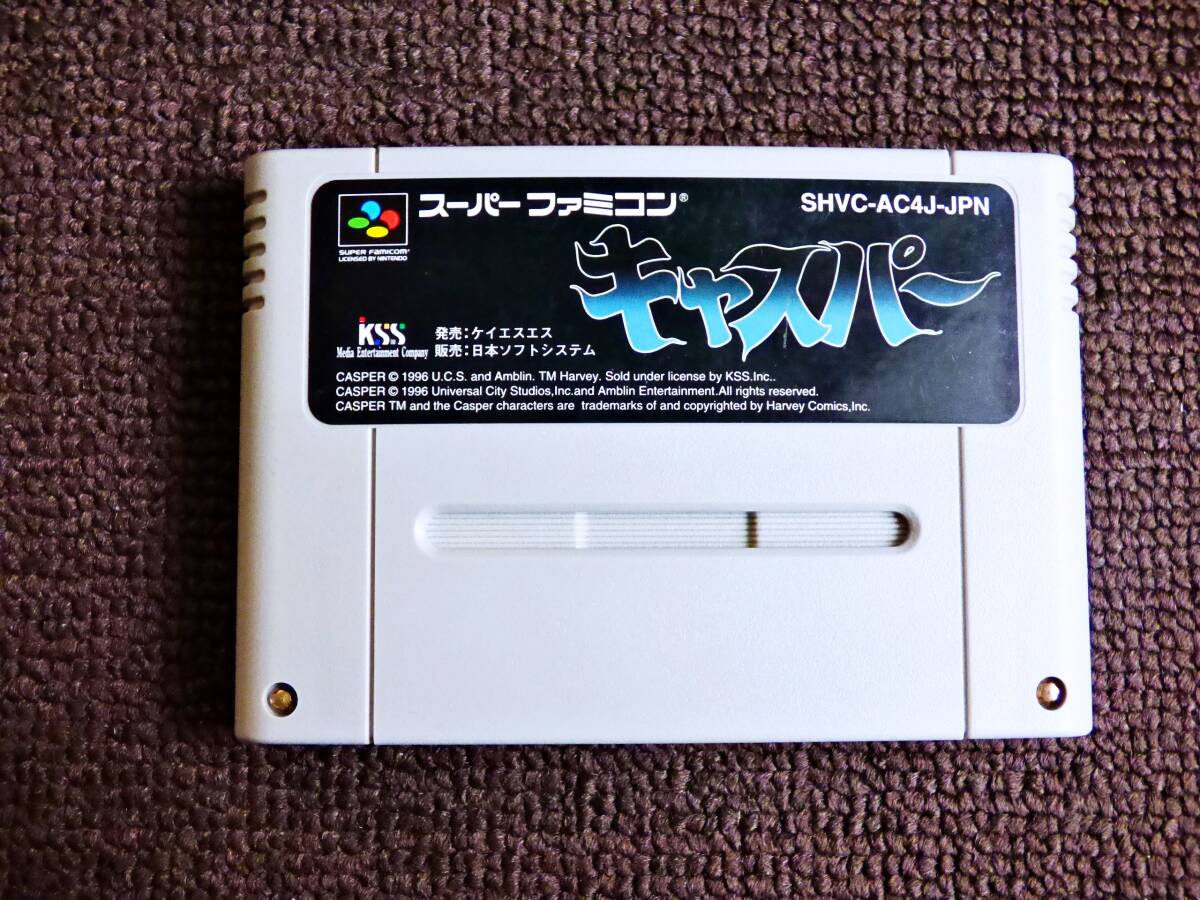 スーパーファミコン®
SHVC-AC4J-JPN
SUPER FAMICOM®
LICENSED BY NINTENDO
キャスパー
KSS
Media Entertainment Company
発売:ケイエスエス
販売:日本ソフトシステム
CASPER © 1996 U.C.S. and Amblin. TM Harvey. Sold under license by KSS.Inc..
CASPER © 1996 Universal City Studios,Inc.and Amblin Entertainment.All rights reserved.
CASPER TM and the Casper characters are trademarks of and copyrighted by Harvey Comics,Inc.